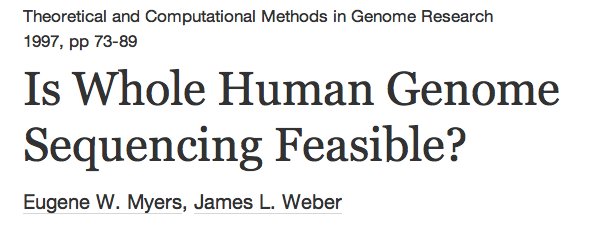 Theoretical and Computational Methods in Genome Research
1997, pp 73-89
Is Whole Human Genome
Sequencing Feasible?
Eugene W. Myers, James L. Weber